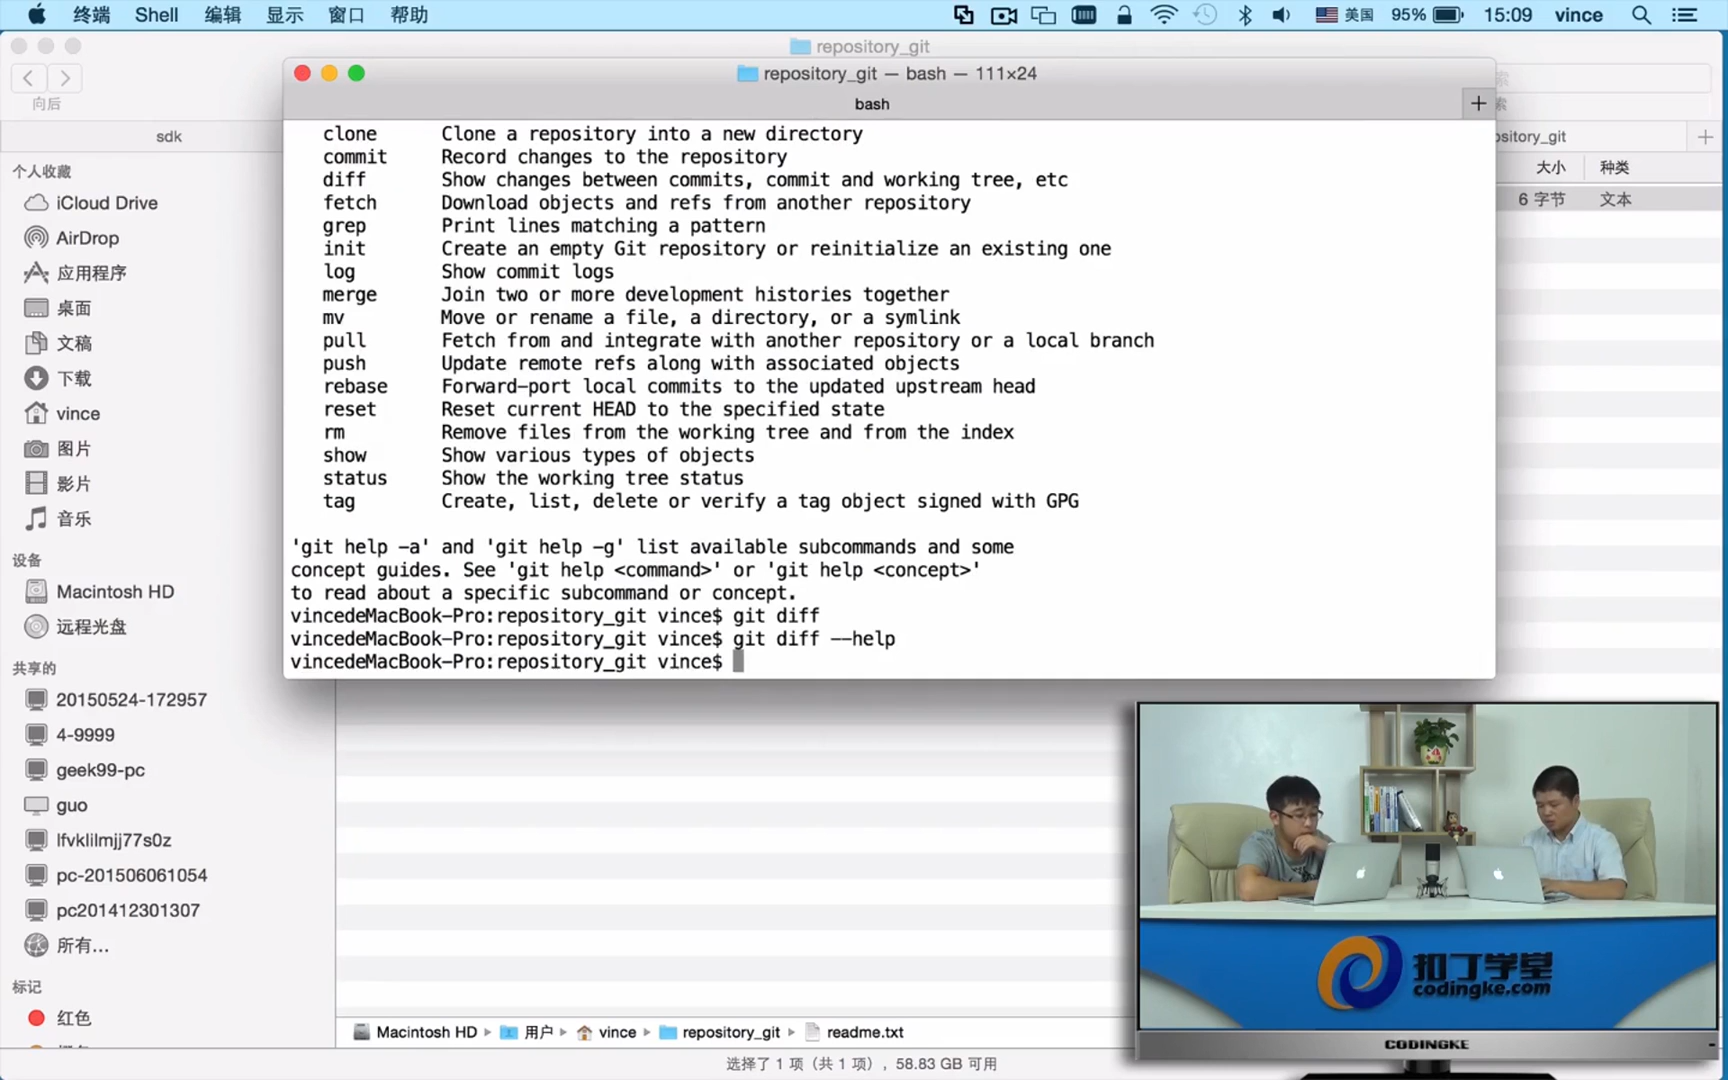 终端 Shell 编辑 显示 窗口 帮助 美国 95% 15:09 vince
repository_git
向后
sdk
repository_git — bash — 111×24
bash
索
索
sitory_git
大小 种类
6 字节 文本
个人收藏
iCloud Drive
AirDrop
应用程序
桌面
文稿
下载
vince
图片
影片
音乐
设备
Macintosh HD
远程光盘
共享的
20150524-172957
4-9999
geek99-pc
guo
lfvklilmjj77s0z
pc-201506061054
pc201412301307
所有…
标记
红色
clone Clone a repository into a new directory
commit Record changes to the repository
diff Show changes between commits, commit and working tree, etc
fetch Download objects and refs from another repository
grep Print lines matching a pattern
init Create an empty Git repository or reinitialize an existing one
log Show commit logs
merge Join two or more development histories together
mv Move or rename a file, a directory, or a symlink
pull Fetch from and integrate with another repository or a local branch
push Update remote refs along with associated objects
rebase Forward-port local commits to the updated upstream head
reset Reset current HEAD to the specified state
rm Remove files from the working tree and from the index
show Show various types of objects
status Show the working tree status
tag Create, list, delete or verify a tag object signed with GPG
'git help -a' and 'git help -g' list available subcommands and some
concept guides. See 'git help <command>' or 'git help <concept>'
to read about a specific subcommand or concept.
vincedeMacBook-Pro:repository_git vince$ git diff
vincedeMacBook-Pro:repository_git vince$ git diff --help
vincedeMacBook-Pro:repository_git vince$
扣丁学堂
codingke.com
CODINGKE
Macintosh HD 用户 vince repository_git readme.txt
选择了 1 项（共 1 项），58.83 GB 可用